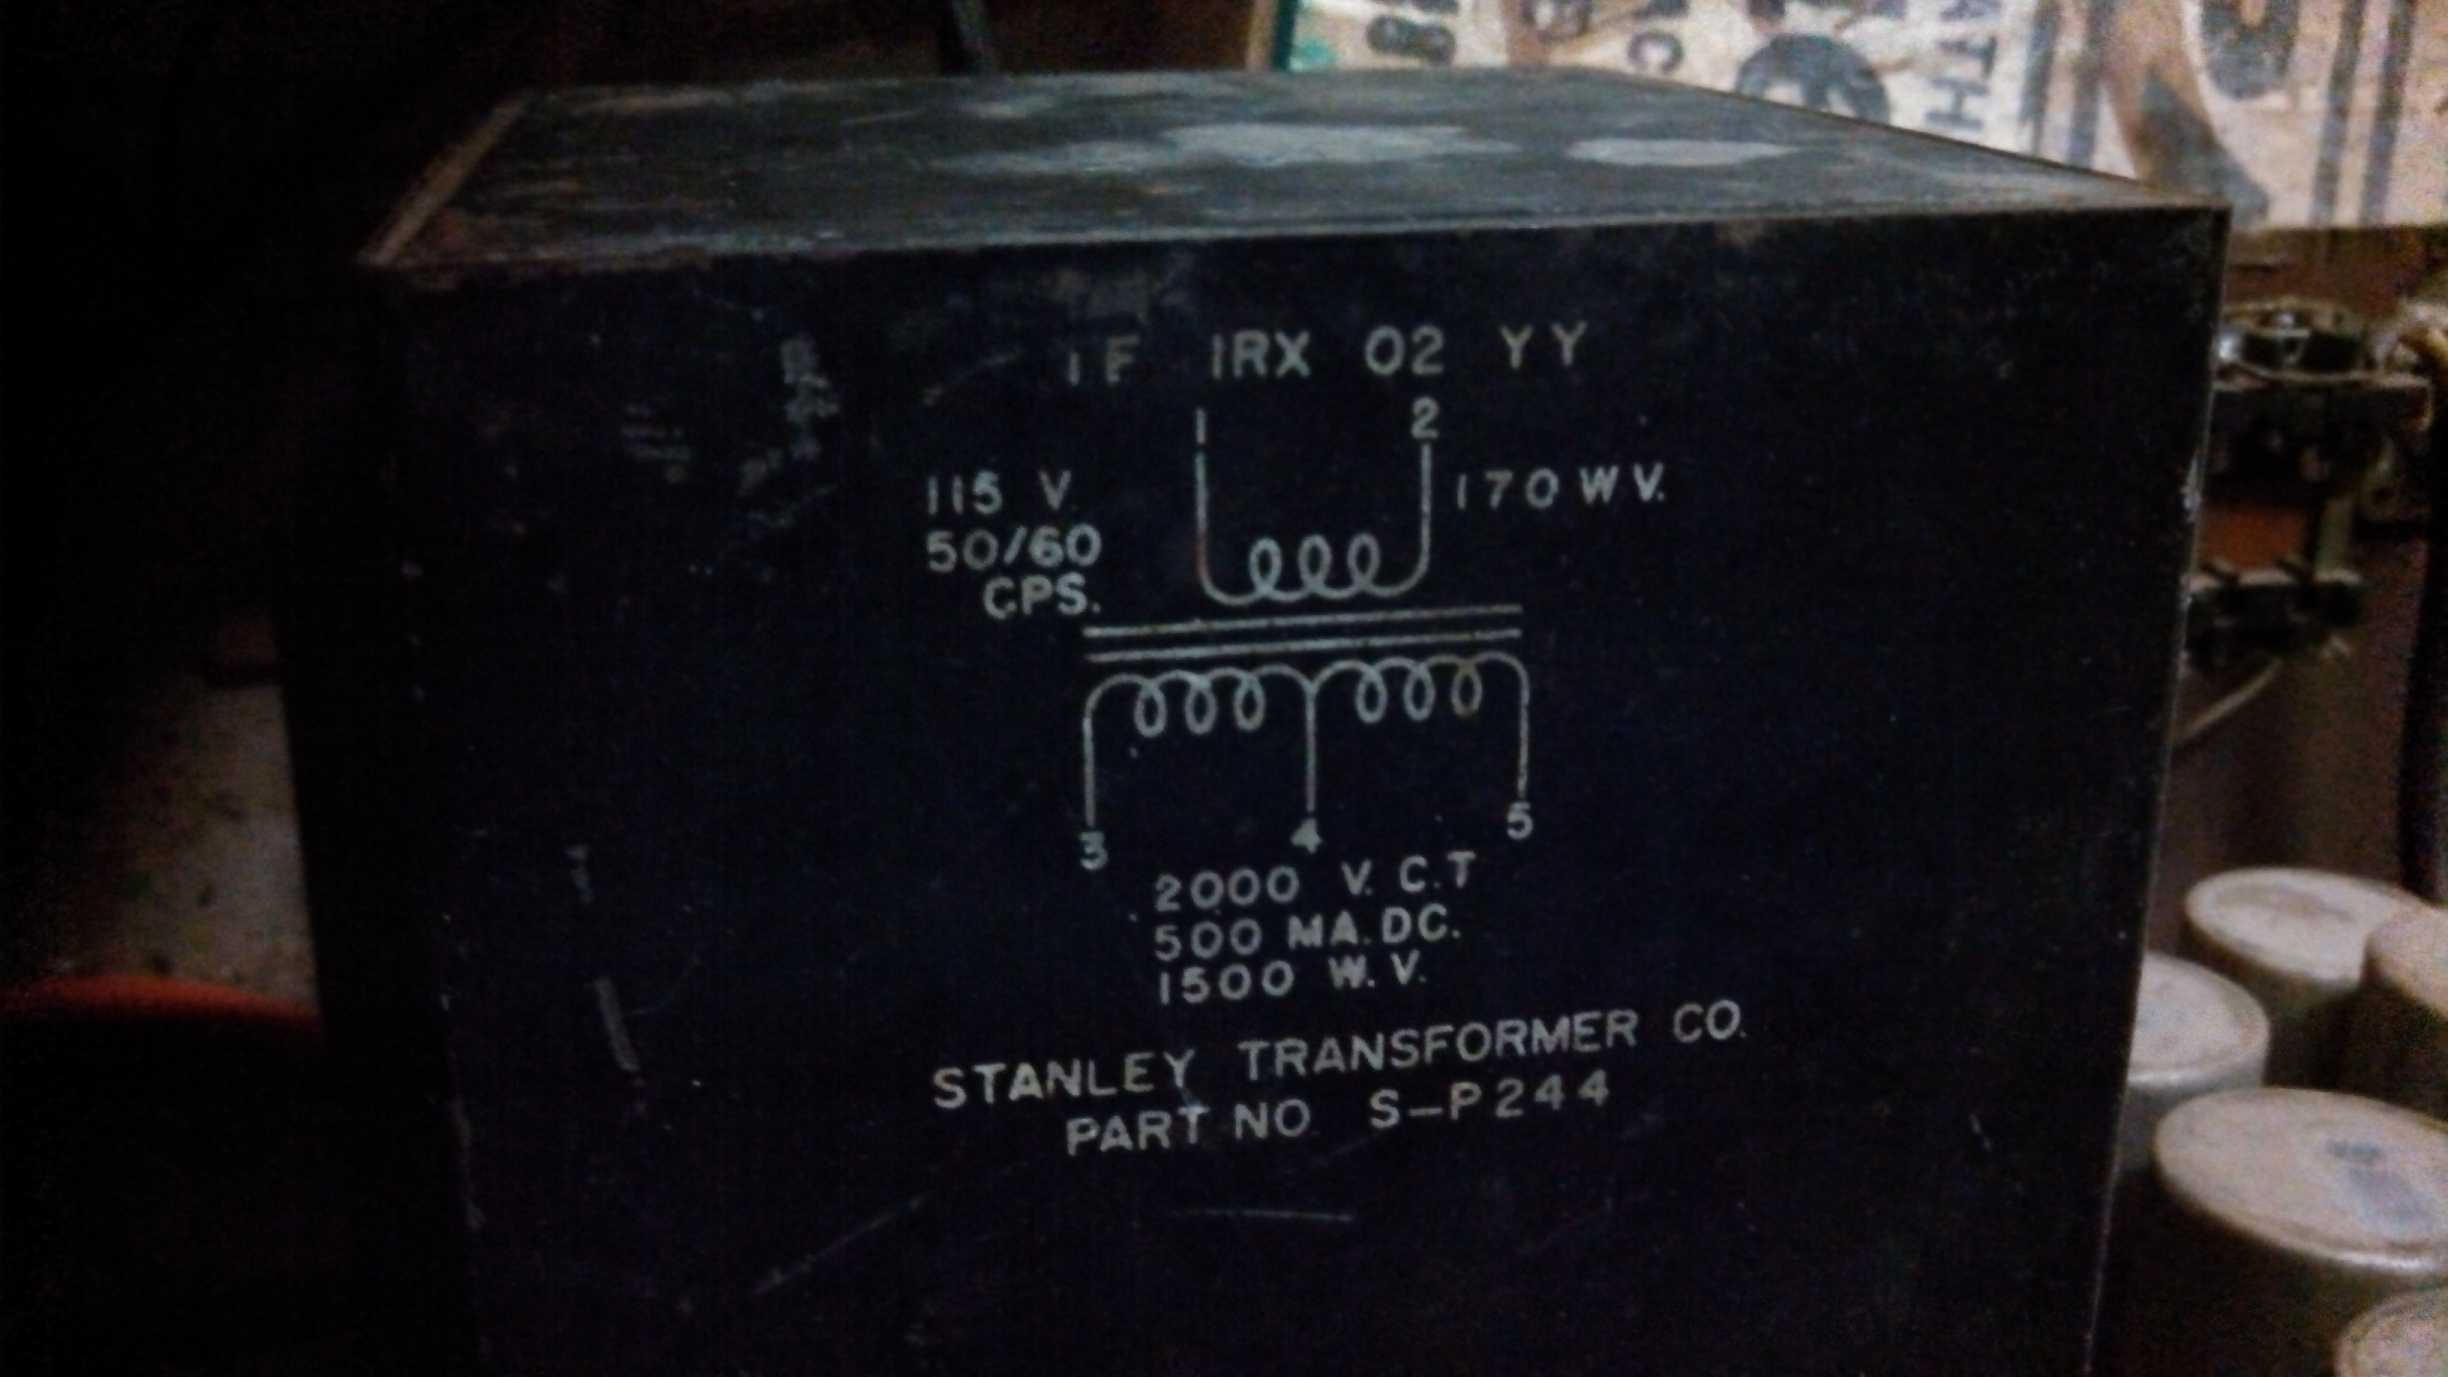 1F 1RX 02 YY
1 2
115 V. 170 W V.
50/60
CPS.
3 4 5
2000 V. C.T
500 MA. DC.
1500 W. V.
STANLEY TRANSFORMER CO.
PART NO S-P244